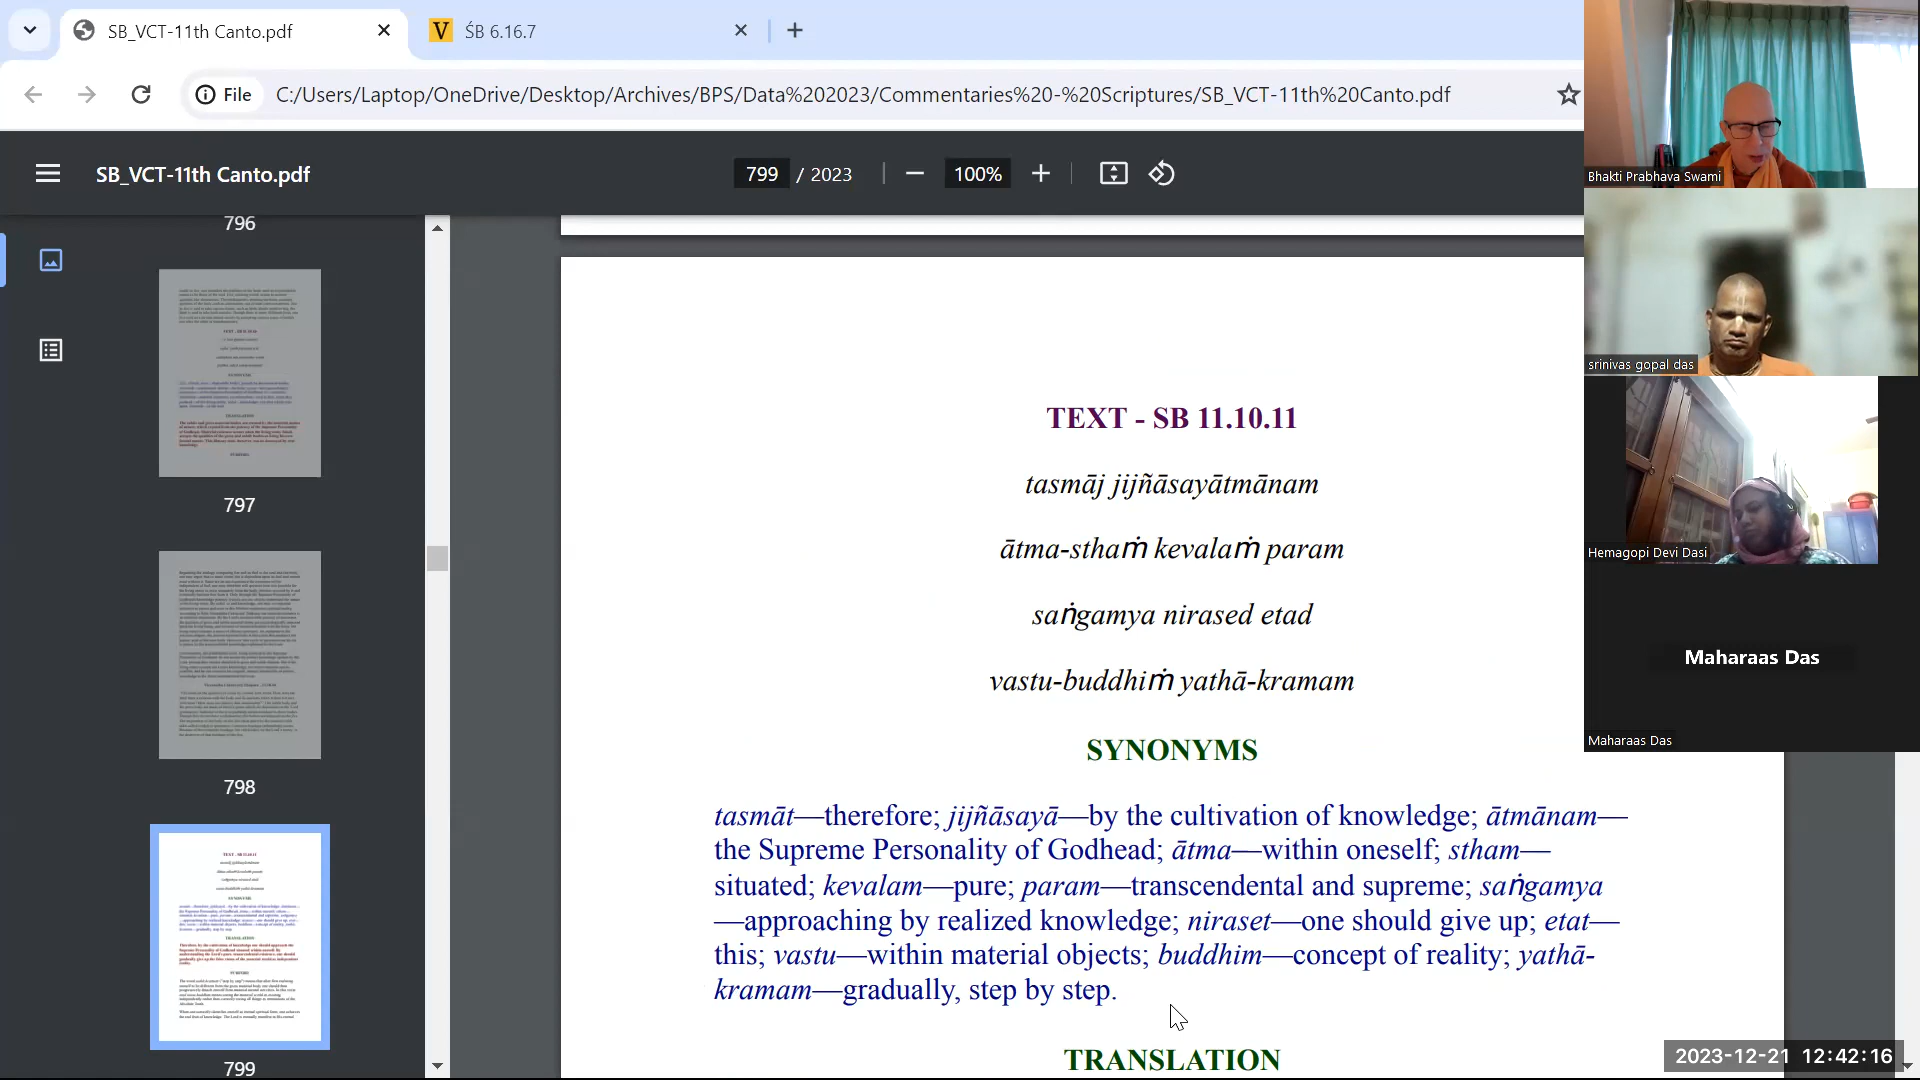 SB_VCT-11th Canto.pdf
V ŚB 6.16.7
File C:/Users/Laptop/OneDrive/Desktop/Archives/BPS/Data%202023/Commentaries%20-%20Scriptures/SB_VCT-11th%20Canto.pdf
SB_VCT-11th Canto.pdf
799 / 2023
100%
796
797
798
799
TEXT - SB 11.10.11
tasmāj jijñāsayātmānam
ātma-sthaṁ kevalaṁ param
saṅgamya nirased etad
vastu-buddhiṁ yathā-kramam
SYNONYMS
tasmāt—therefore; jijñāsayā—by the cultivation of knowledge; ātmānam—
the Supreme Personality of Godhead; ātma—within oneself; stham—
situated; kevalam—pure; param—transcendental and supreme; saṅgamya
—approaching by realized knowledge; niraset—one should give up; etat—
this; vastu—within material objects; buddhim—concept of reality; yathā-
kramam—gradually, step by step.
TRANSLATION
Bhakti Prabhava Swami
srinivas gopal das
Hemagopi Devi Dasi
Maharaas Das
Maharaas Das
2023-12-21 12:42:16